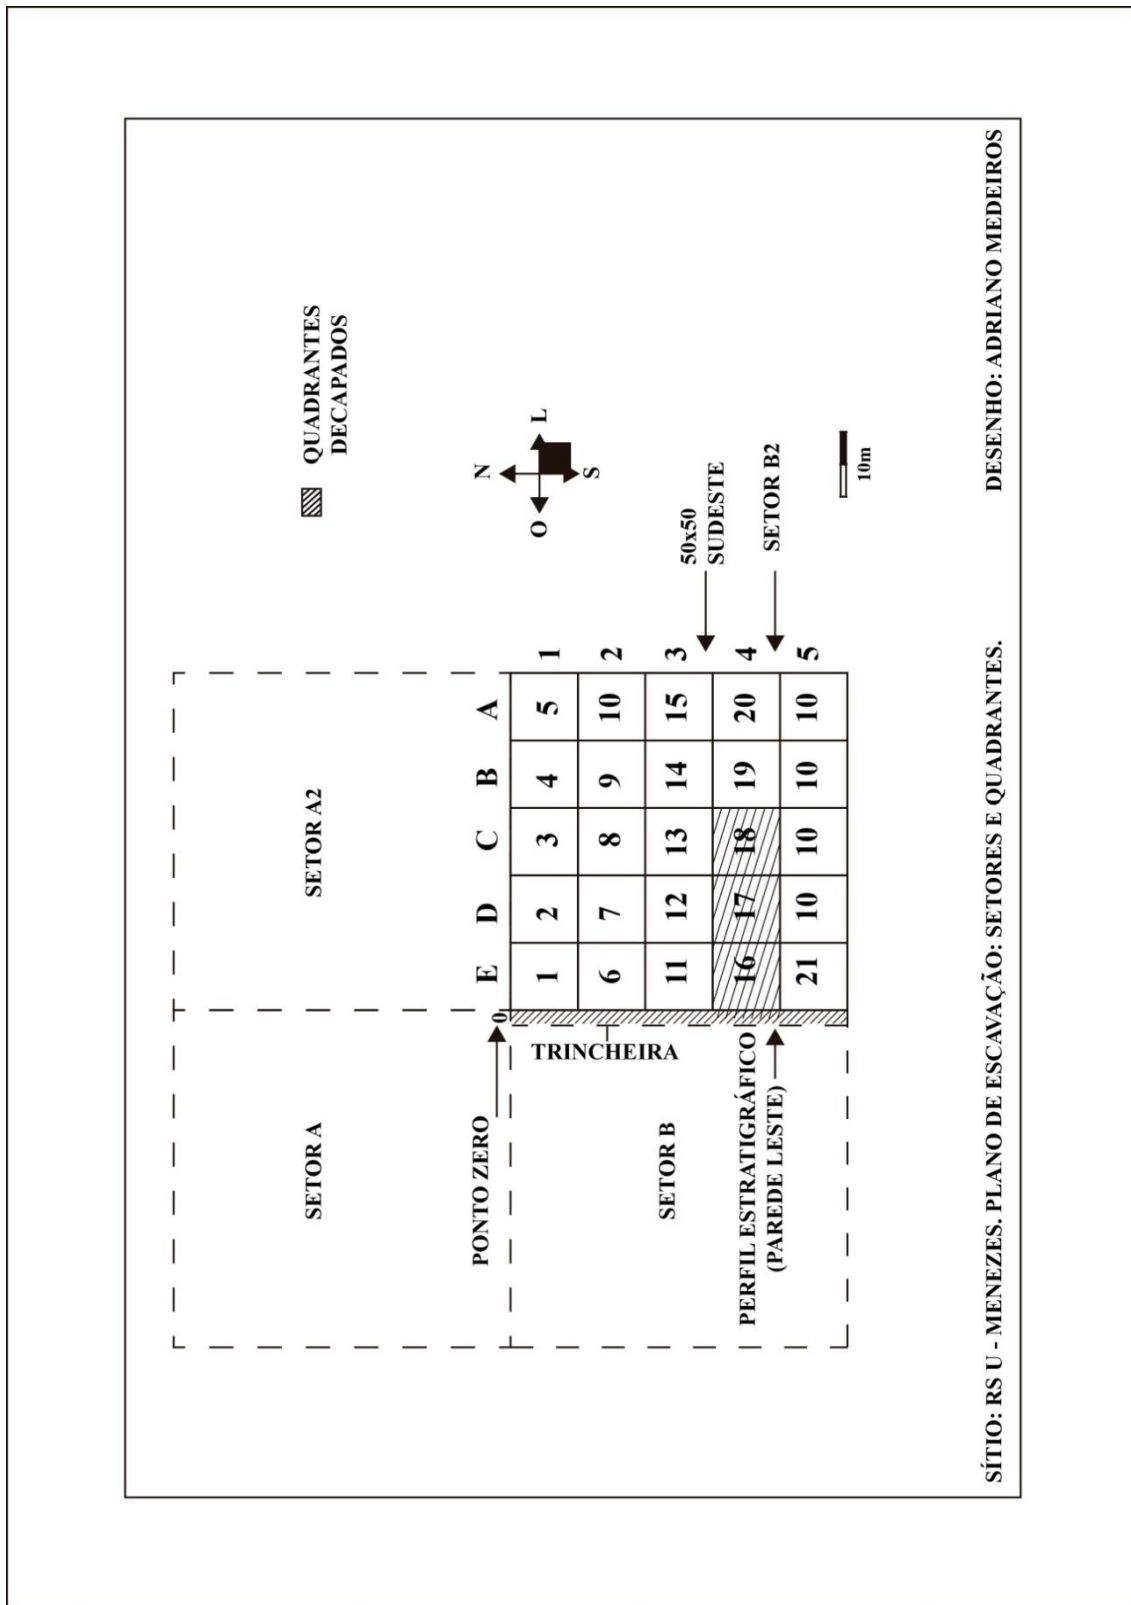 QUADRANTES
DECAPADOS
SETOR A
SETOR A2
N
O
L
S
PONTO ZERO
0
E
D
C
B
A
1
2
3
4
5
1
6
7
8
9
10
2
TRINCHEIRA
SETOR B
11
12
13
14
15
3
50x50
SUDESTE
PERFIL ESTRATIGRÁFICO
(PAREDE LESTE)
16
17
18
19
20
4
SETOR B2
21
10
10
10
10
5
10m
SÍTIO: RS U - MENEZES. PLANO DE ESCAVAÇÃO: SETORES E QUADRANTES.
DESENHO: ADRIANO MEDEIROS